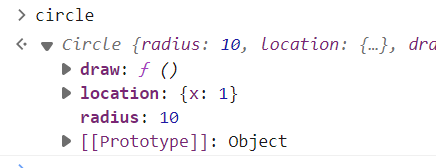 > circle
< ▼ Circle {radius: 10, location: {…}, dra
▶ draw: ƒ ()
▶ location: {x: 1}
radius: 10
▶ [[Prototype]]: Object